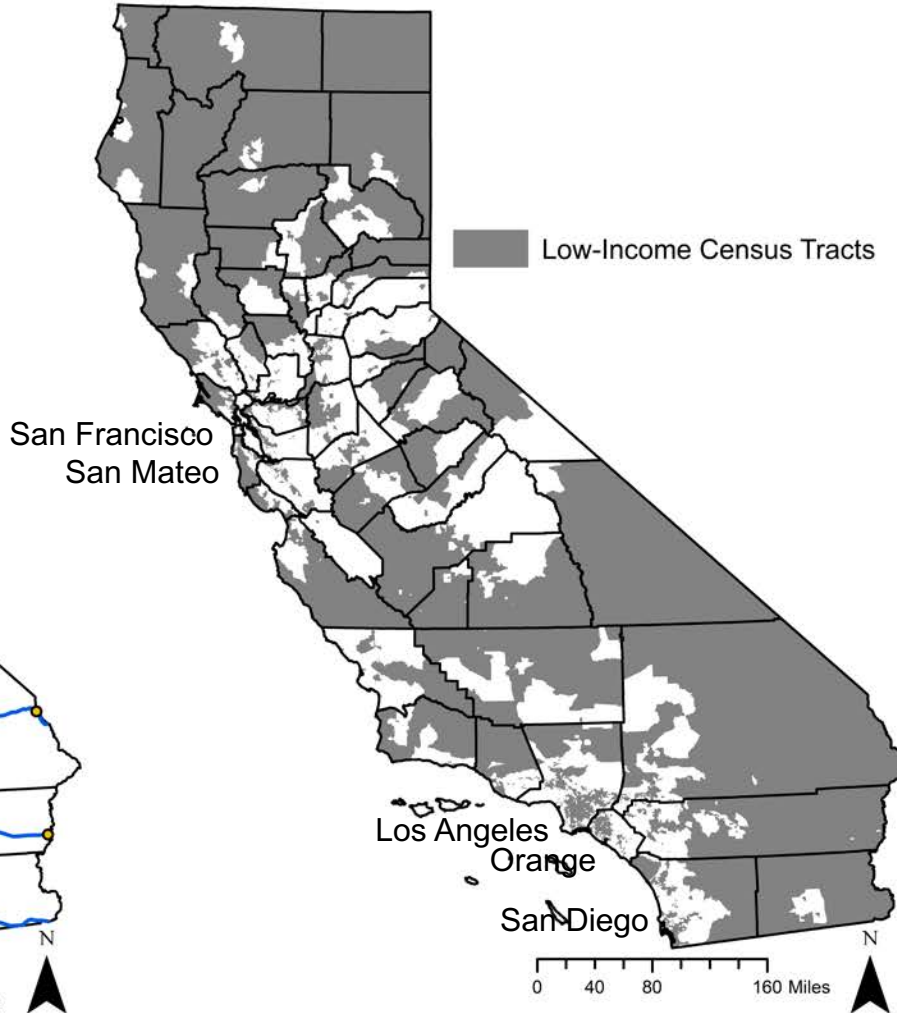 Low-Income Census Tracts
San Francisco
San Mateo
Los Angeles
Orange
San Diego
N
N
0 40 80 160 Miles